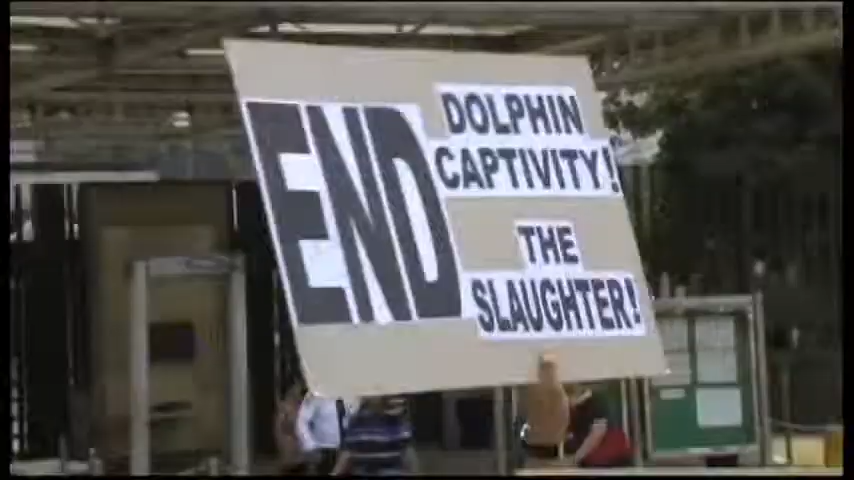 END
DOLPHIN
CAPTIVITY!
THE
SLAUGHTER!